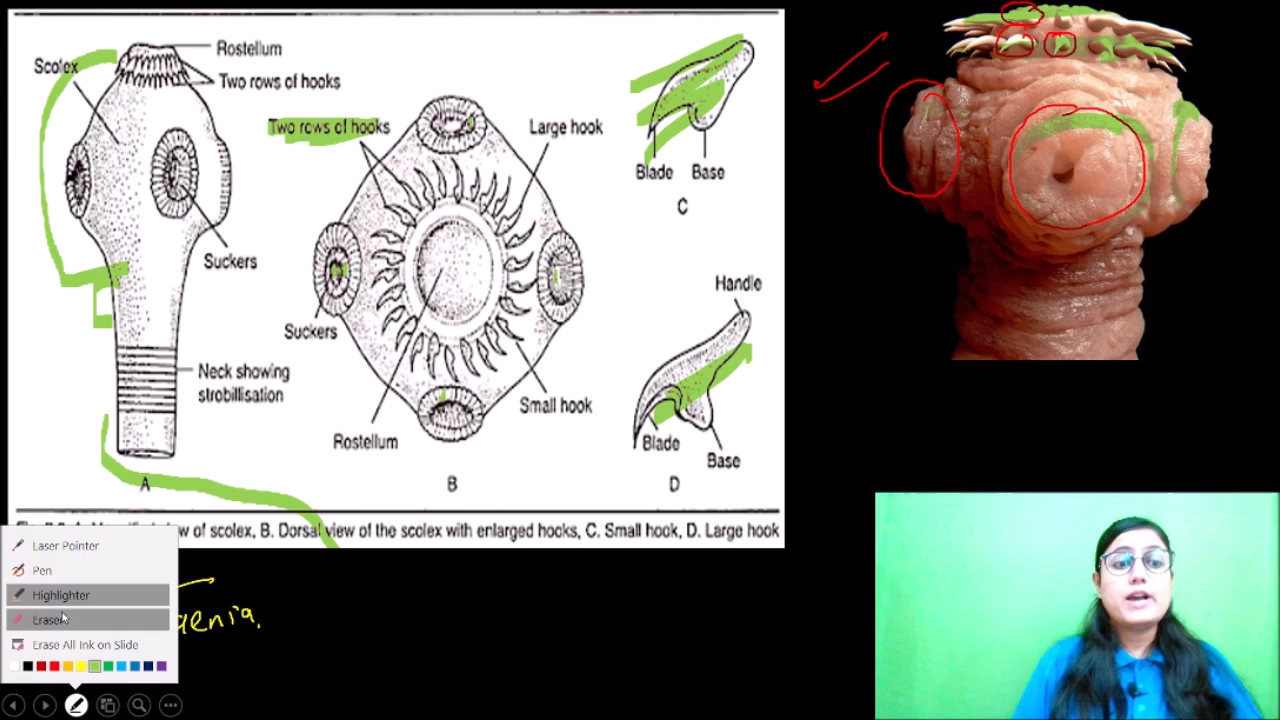 Rostellum
Scolex
Two rows of hooks
Suckers
Neck showing
strobilisation
A
Two rows of hooks
Large hook
Suckers
Rostellum
Small hook
B
Blade
Base
C
Handle
Blade
Base
D
w of scolex, B. Dorsal view of the scolex with enlarged hooks, C. Small hook, D. Large hook
Laser Pointer
Pen
Highlighter
Eraser
Erase All Ink on Slide
aenia.